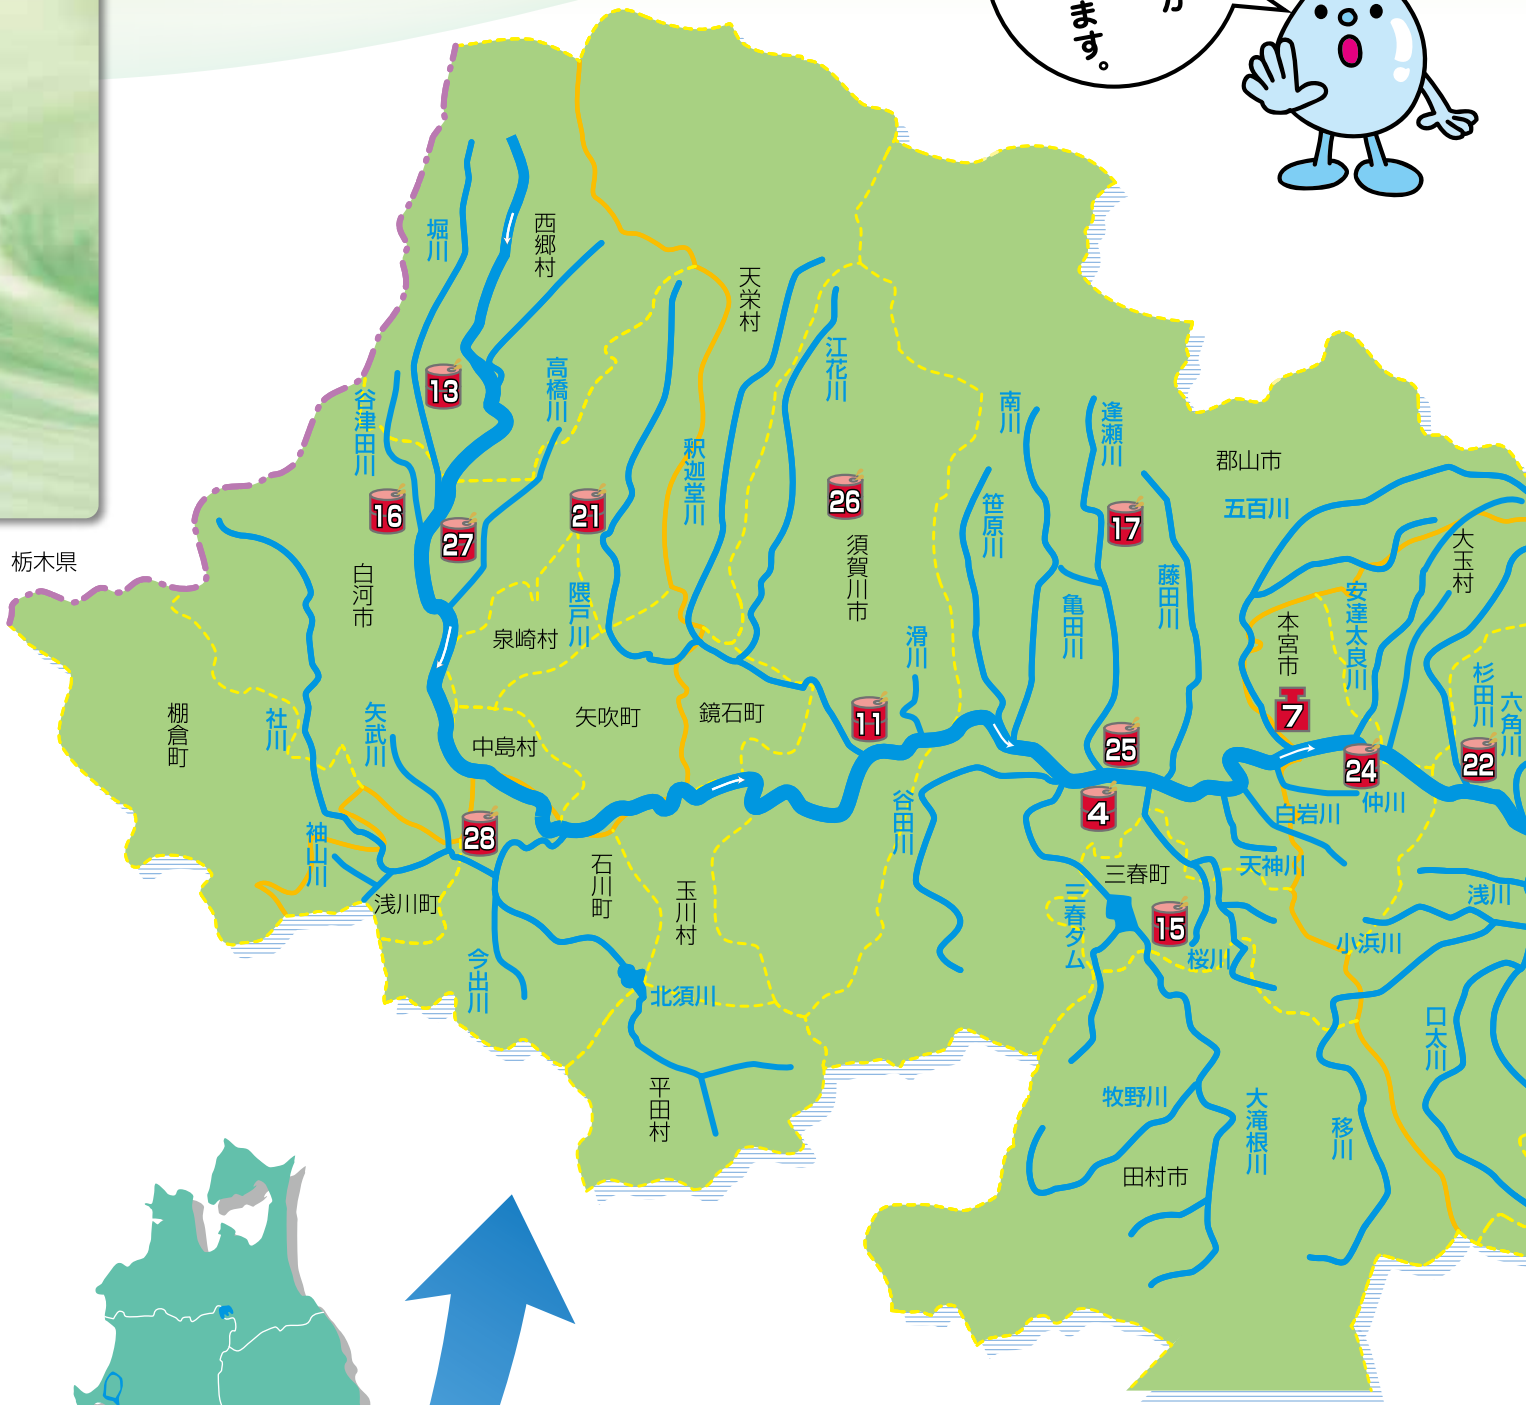 が
ます。
堀川
西郷村
天栄村
江花川
高橋川
13
谷津田川
南川
逢瀬川
釈迦堂川
郡山市
26
笹原川
五百川
16
21
17
27
大玉村
須賀川市
栃木県
白河市
藤田川
隈戸川
安達太良川
亀田川
本宮市
泉崎村
滑川
杉田川
六角川
棚倉町
社川
矢武川
矢吹町
鏡石町
7
11
中島村
25
24
22
谷田川
4
白岩川
仲川
袖山川
28
石川町
天神川
三春町
玉川村
三春ダム
浅川
浅川町
15
小浜川
今出川
桜川
北須川
口太川
平田村
牧野川
大滝根川
移川
田村市